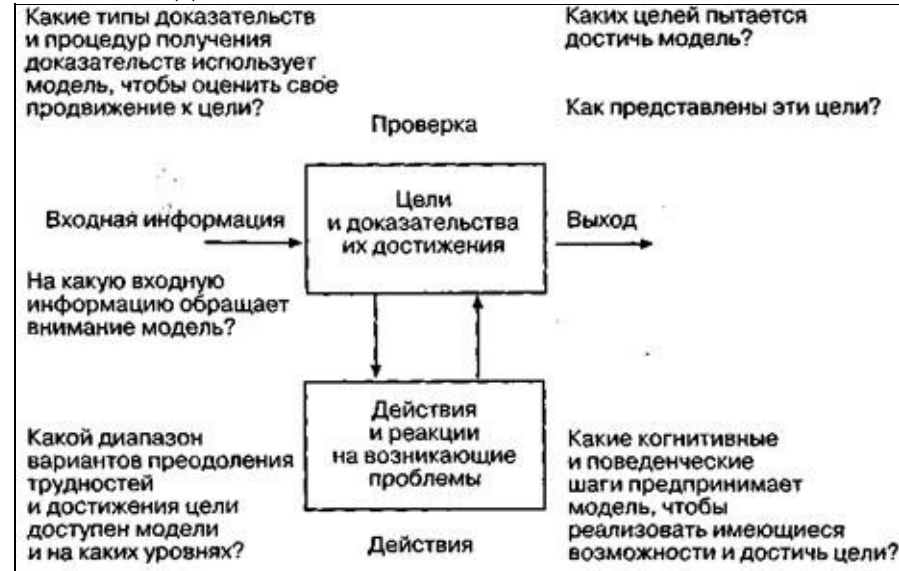 Какие типы доказательств
и процедур получения
доказательств использует
модель, чтобы оценить свое
продвижение к цели?
Каких целей пытается
достичь модель?
Как представлены эти цели?
Проверка
Цели
и доказательства
их достижения
Входная информация
Выход
На какую входную
информацию обращает
внимание модель?
Действия
и реакции
на возникающие
проблемы
Какой диапазон
вариантов преодоления
трудностей
и достижения цели
доступен модели
и на каких уровнях?
Действия
Какие когнитивные
и поведенческие
шаги предпринимает
модель, чтобы
реализовать имеющиеся
возможности и достичь цели?